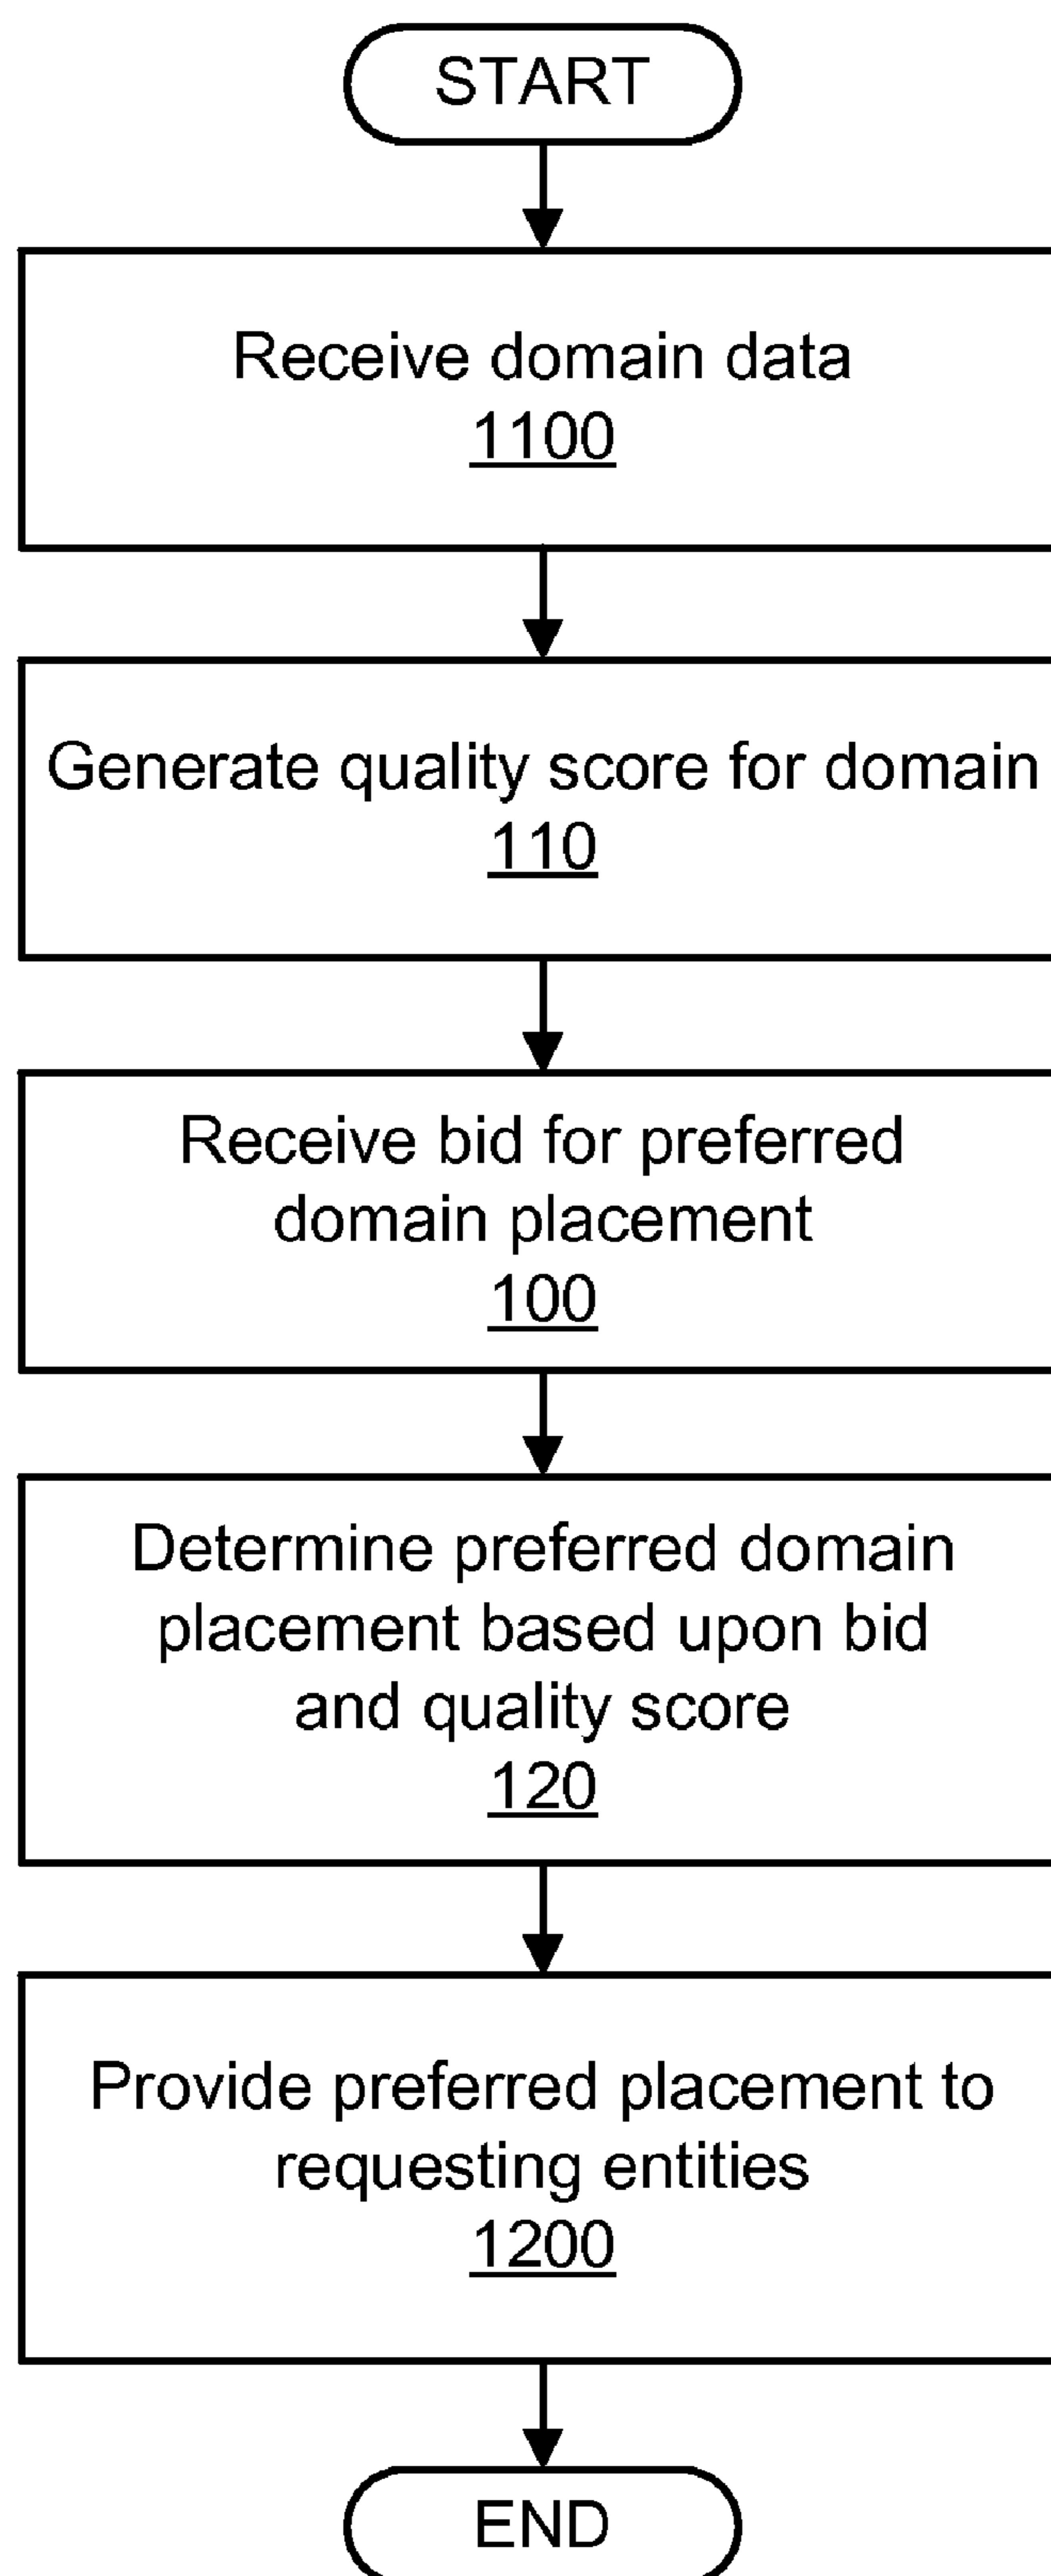 START
Receive domain data
1100
Generate quality score for domain
110
Receive bid for preferred
domain placement
100
Determine preferred domain
placement based upon bid
and quality score
120
Provide preferred placement to
requesting entities
1200
END